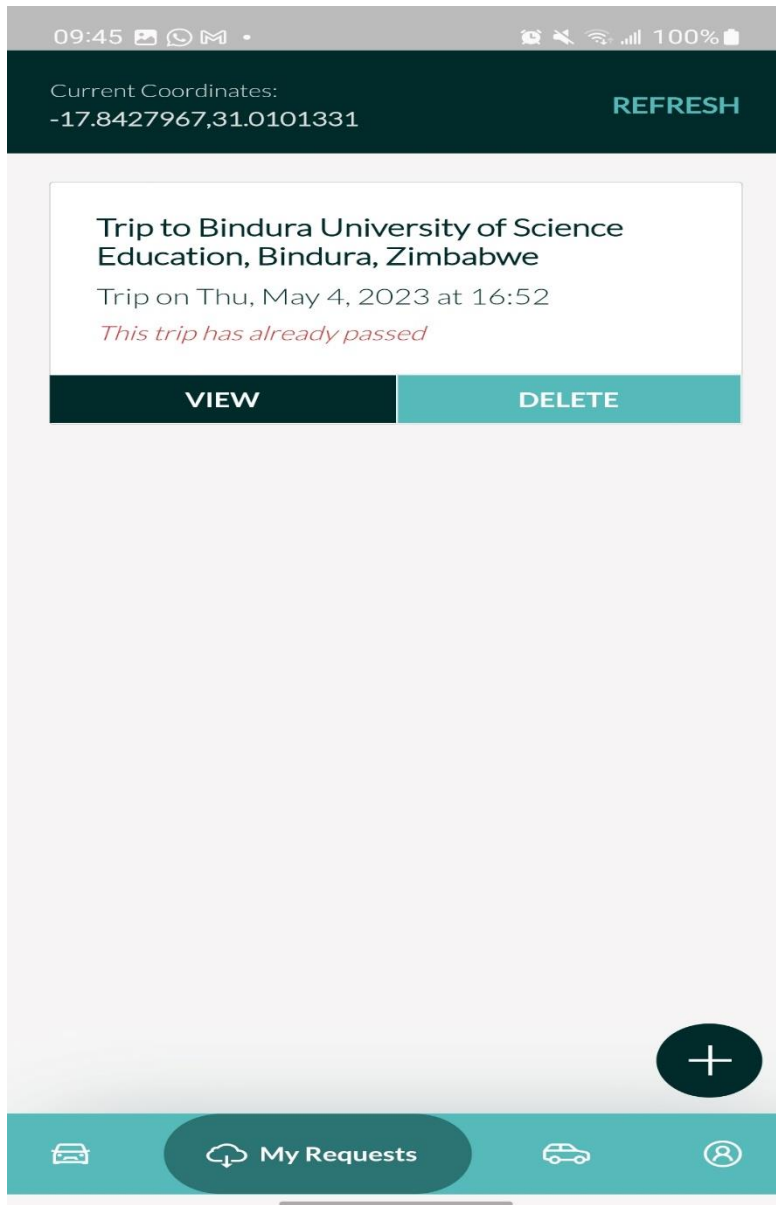 09:45
100%
Current Coordinates:
-17.8427967,31.0101331
REFRESH
Trip to Bindura University of Science
Education, Bindura, Zimbabwe
Trip on Thu, May 4, 2023 at 16:52
This trip has already passed
VIEW
DELETE
My Requests